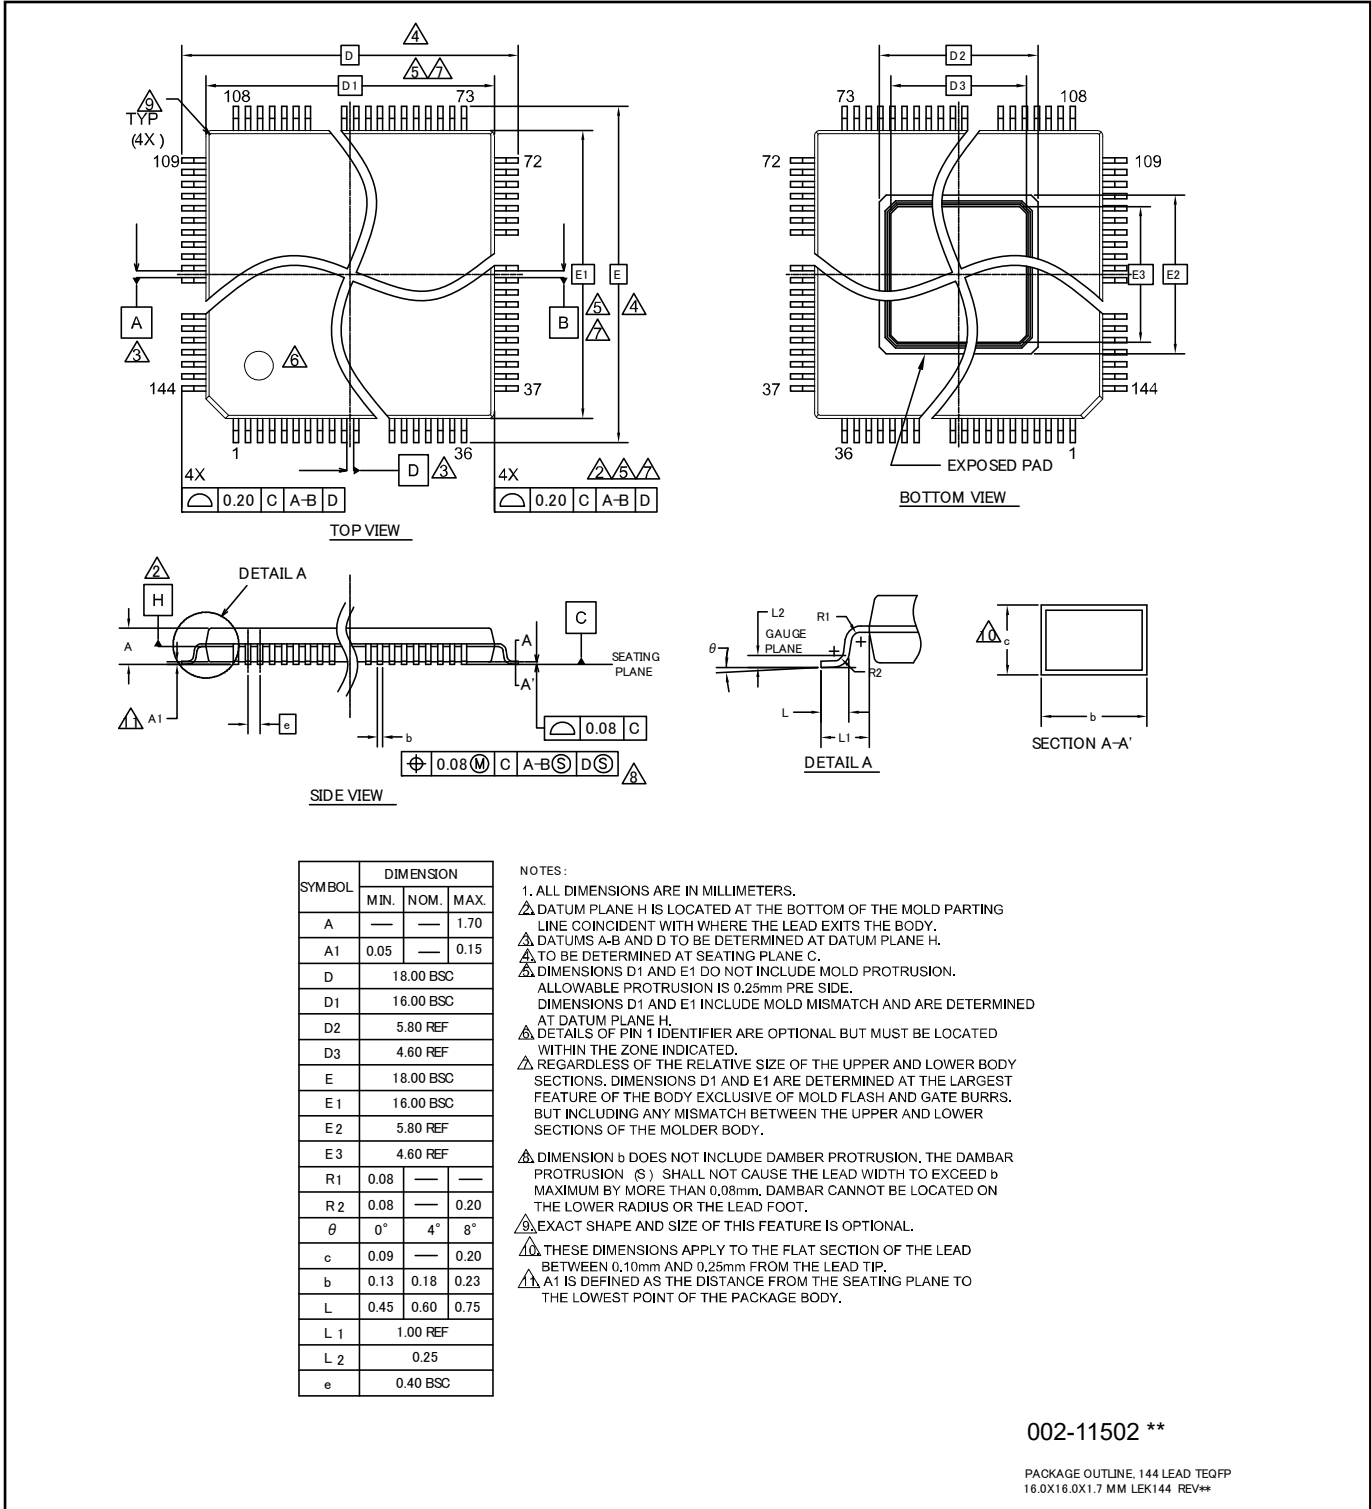 4
D
5 7
D1
108 73
9
TYP
(4X)
109 72
E1 E
A B
3
5 4
7
6
144 37
1 36
4X D 3 4X 2 5 7
0.20 C A-B D
0.20 C A-B D
TOP VIEW
D2
D3
73 108
72 109
E3 E2
37 144
36 1
EXPOSED PAD
BOTTOM VIEW
2
H
DETAIL A
C
A A
SEATING
PLANE
A'
11 A1 e b
0.08 C
0.08 M C A-B S D S 8
SIDE VIEW
L2 R1
GAUGE
PLANE
θ
R2
L
L1
DETAIL A
10 c
b
SECTION A-A'
SYMBOL DIMENSION
MIN. NOM. MAX.
A — — 1.70
A1 0.05 — 0.15
D 18.00 BSC
D1 16.00 BSC
D2 5.80 REF
D3 4.60 REF
E 18.00 BSC
E1 16.00 BSC
E2 5.80 REF
E3 4.60 REF
R1 0.08 — —
R2 0.08 — 0.20
θ 0° 4° 8°
c 0.09 — 0.20
b 0.13 0.18 0.23
L 0.45 0.60 0.75
L 1 1.00 REF
L 2 0.25
e 0.40 BSC
NOTES:
1. ALL DIMENSIONS ARE IN MILLIMETERS.
2. DATUM PLANE H IS LOCATED AT THE BOTTOM OF THE MOLD PARTING
LINE COINCIDENT WITH WHERE THE LEAD EXITS THE BODY.
3. DATUMS A-B AND D TO BE DETERMINED AT DATUM PLANE H.
4. TO BE DETERMINED AT SEATING PLANE C.
5. DIMENSIONS D1 AND E1 DO NOT INCLUDE MOLD PROTRUSION.
ALLOWABLE PROTRUSION IS 0.25mm PRE SIDE.
DIMENSIONS D1 AND E1 INCLUDE MOLD MISMATCH AND ARE DETERMINED
AT DATUM PLANE H.
6. DETAILS OF PIN 1 IDENTIFIER ARE OPTIONAL BUT MUST BE LOCATED
WITHIN THE ZONE INDICATED.
7. REGARDLESS OF THE RELATIVE SIZE OF THE UPPER AND LOWER BODY
SECTIONS. DIMENSIONS D1 AND E1 ARE DETERMINED AT THE LARGEST
FEATURE OF THE BODY EXCLUSIVE OF MOLD FLASH AND GATE BURRS.
BUT INCLUDING ANY MISMATCH BETWEEN THE UPPER AND LOWER
SECTIONS OF THE MOLDER BODY.
8. DIMENSION b DOES NOT INCLUDE DAMBER PROTRUSION. THE DAMBAR
PROTRUSION (S) SHALL NOT CAUSE THE LEAD WIDTH TO EXCEED b
MAXIMUM BY MORE THAN 0.08mm. DAMBAR CANNOT BE LOCATED ON
THE LOWER RADIUS OR THE LEAD FOOT.
9. EXACT SHAPE AND SIZE OF THIS FEATURE IS OPTIONAL.
10. THESE DIMENSIONS APPLY TO THE FLAT SECTION OF THE LEAD
BETWEEN 0.10mm AND 0.25mm FROM THE LEAD TIP.
11. A1 IS DEFINED AS THE DISTANCE FROM THE SEATING PLANE TO
THE LOWEST POINT OF THE PACKAGE BODY.
002-11502 **
PACKAGE OUTLINE, 144 LEAD TEQFP
16.0X16.0X1.7 MM LEK144 REV**